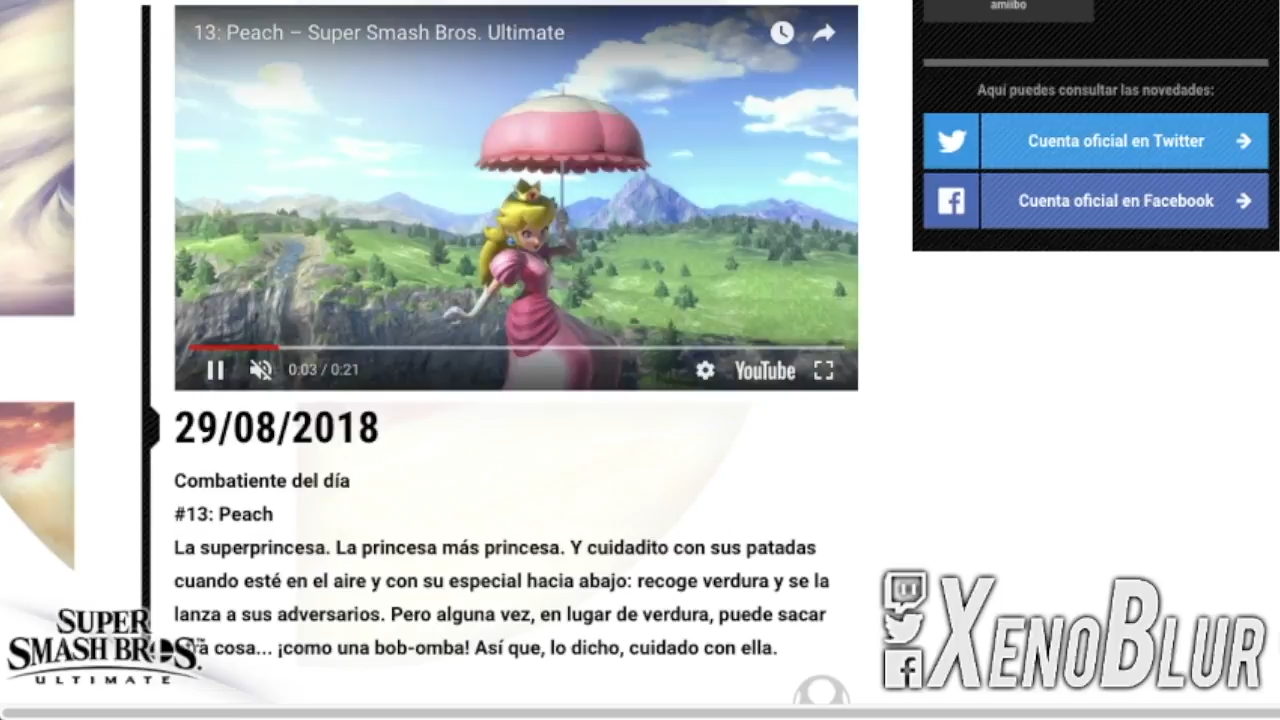 amiibo
13: Peach – Super Smash Bros. Ultimate
Aquí puedes consultar las novedades:
Cuenta oficial en Twitter
Cuenta oficial en Facebook
0:03 / 0:21
YouTube
29/08/2018
Combatiente del día
#13: Peach
La superprincesa. La princesa más princesa. Y cuidadito con sus patadas
cuando esté en el aire y con su especial hacia abajo: recoge verdura y se la
lanza a sus adversarios. Pero alguna vez, en lugar de verdura, puede sacar
cosa... ¡como una bob-omba! Así que, lo dicho, cuidado con ella.
SUPER
SMASH BROS.™
ULTIMATE
XENOBLUR